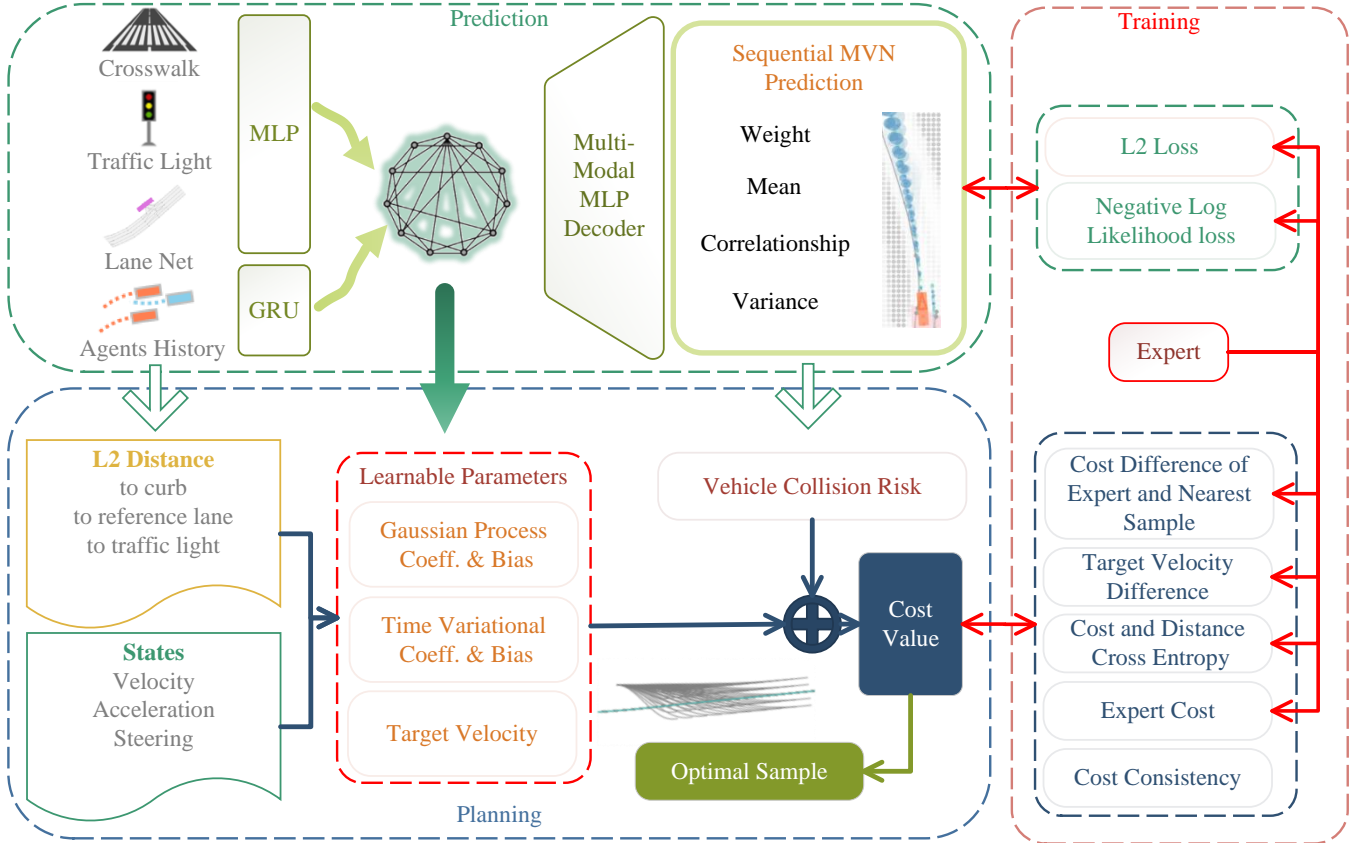 Prediction
Crosswalk
Traffic Light
Lane Net
Agents History
MLP
GRU
Multi-
Modal
MLP
Decoder
Sequential MVN
Prediction
Weight
Mean
Correlationship
Variance
Training
L2 Loss
Negative Log
Likelihood loss
Expert
Cost Difference of
Expert and Nearest
Sample
Target Velocity
Difference
Cost and Distance
Cross Entropy
Expert Cost
Cost Consistency
L2 Distance
to curb
to reference lane
to traffic light
States
Velocity
Acceleration
Steering
Learnable Parameters
Gaussian Process
Coeff. & Bias
Time Variational
Coeff. & Bias
Target Velocity
Vehicle Collision Risk
Cost
Value
Optimal Sample
Planning